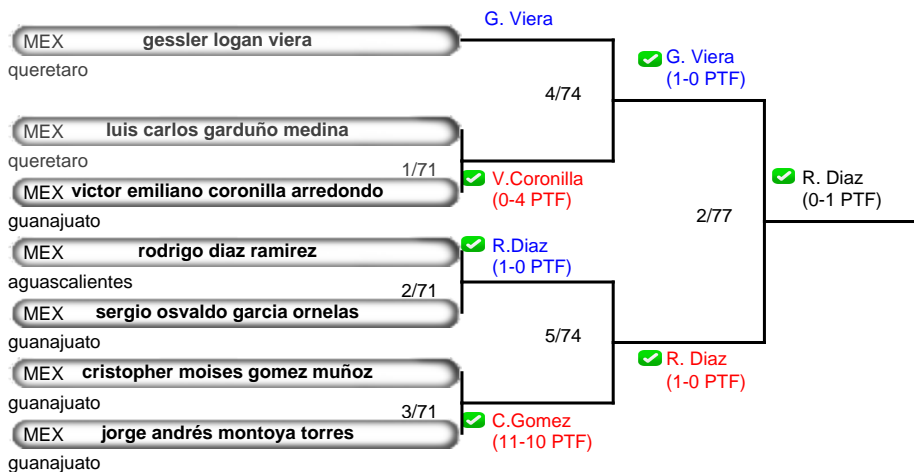 G. Viera
MEX gessler logan viera
queretaro
G. Viera
(1-0 PTF)
4/74
MEX luis carlos garduño medina
queretaro
1/71
V.Coronilla
(0-4 PTF)
MEX victor emiliano coronilla arredondo
guanajuato
R. Diaz
(0-1 PTF)
2/77
MEX rodrigo diaz ramirez
aguascalientes
R.Diaz
(1-0 PTF)
2/71
MEX sergio osvaldo garcia ornelas
guanajuato
5/74
R. Diaz
(1-0 PTF)
MEX cristopher moises gomez muñoz
guanajuato
3/71
C.Gomez
(11-10 PTF)
MEX jorge andrés montoya torres
guanajuato